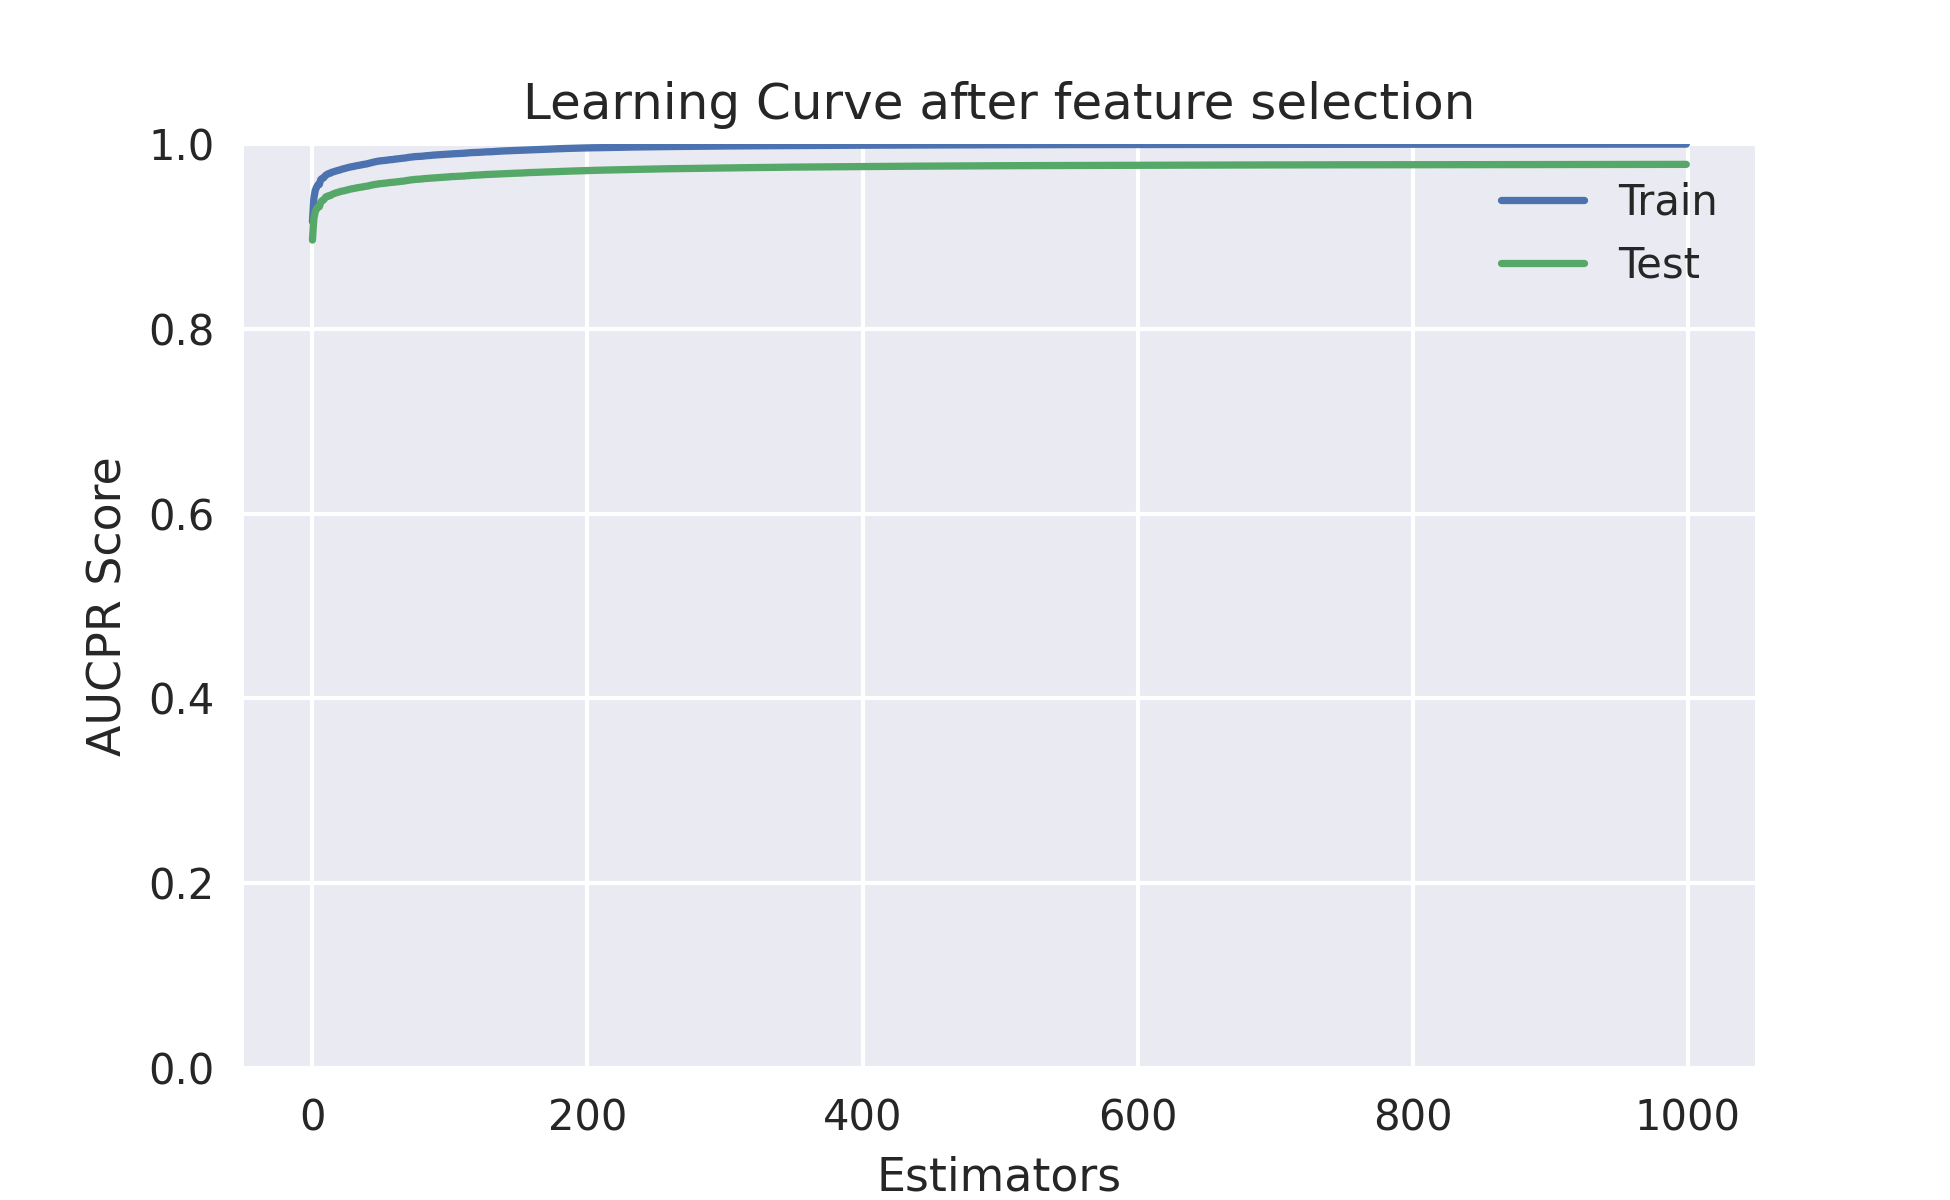 Learning Curve after feature selection
1.0
0.8
0.6
0.4
0.2
0.0
AUCPR Score
Train
Test
0 200 400 600 800 1000
Estimators